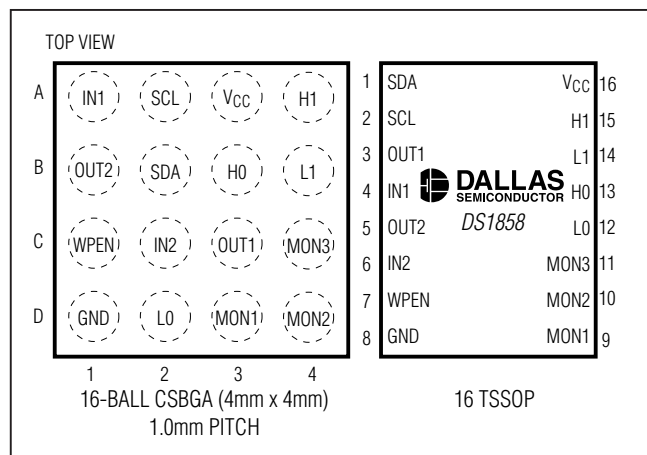 TOP VIEW
A IN1 SCL VCC H1
B OUT2 SDA H0 L1
C WPEN IN2 OUT1 MON3
D GND L0 MON1 MON2
1 2 3 4
16-BALL CSBGA (4mm x 4mm)
1.0mm PITCH
1 SDA VCC 16
2 SCL H1 15
3 OUT1 L1 14
4 IN1 DALLAS H0 13
SEMICONDUCTOR
5 OUT2 DS1858 L0 12
6 IN2 MON3 11
7 WPEN MON2 10
8 GND MON1 9
16 TSSOP